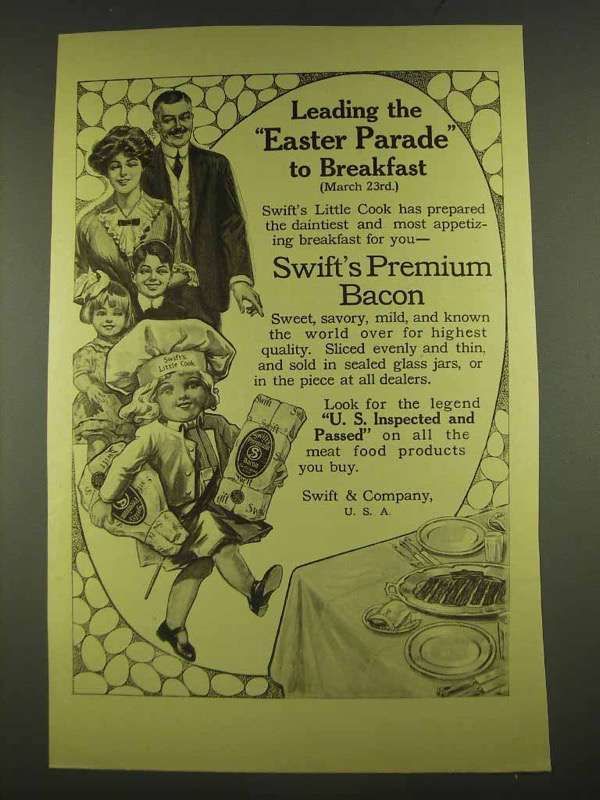 Leading the
"Easter Parade"
to Breakfast
(March 23rd.)
Swift's Little Cook has prepared
the daintiest and most appetiz-
ing breakfast for you—
Swift's Premium
Bacon
Sweet, savory, mild, and known
the world over for highest
quality. Sliced evenly and thin,
and sold in sealed glass jars, or
in the piece at all dealers.
Look for the legend
"U. S. Inspected and
Passed" on all the
meat food products
you buy.
Swift & Company,
U. S. A.
Swift's
Little Cook
Swift
Swift
Swift